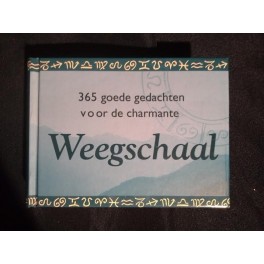 365 goede gedachten
voor de charmante
Weegschaal